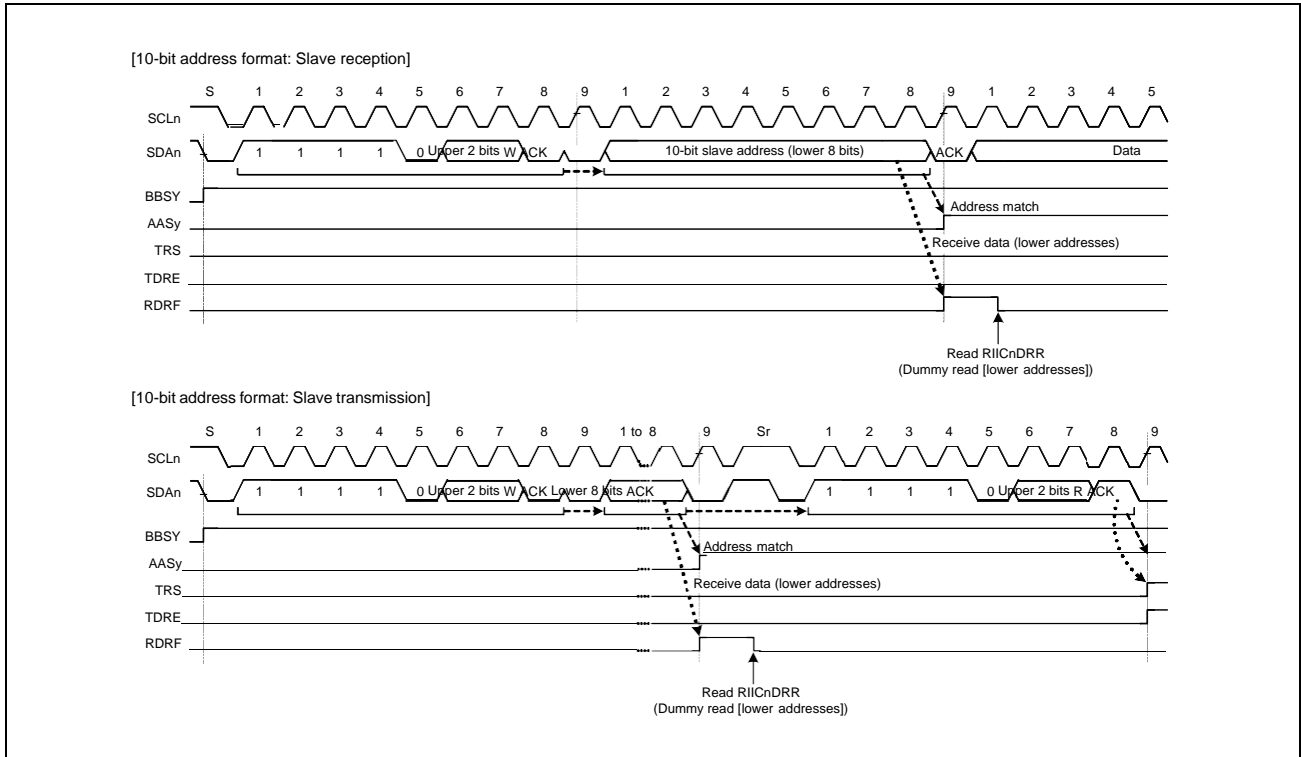 [10-bit address format: Slave reception]
S 1 2 3 4 5 6 7 8 9 1 2 3 4 5 6 7 8 9 1 2 3 4 5
SCLn
SDAn 1 1 1 1 0 Upper 2 bits W ACK 10-bit slave address (lower 8 bits) ACK Data
BBSY
Address match
AASy
Receive data (lower addresses)
TRS
TDRE
RDRF
Read RIICnDRR
(Dummy read [lower addresses])
[10-bit address format: Slave transmission]
S 1 2 3 4 5 6 7 8 9 1 to 8 9 Sr 1 2 3 4 5 6 7 8 9
SCLn
SDAn 1 1 1 1 0 Upper 2 bits W ACK Lower 8 bits ACK 1 1 1 1 0 Upper 2 bits R ACK
BBSY
Address match
AASy
Receive data (lower addresses)
TRS
TDRE
RDRF
Read RIICnDRR
(Dummy read [lower addresses])